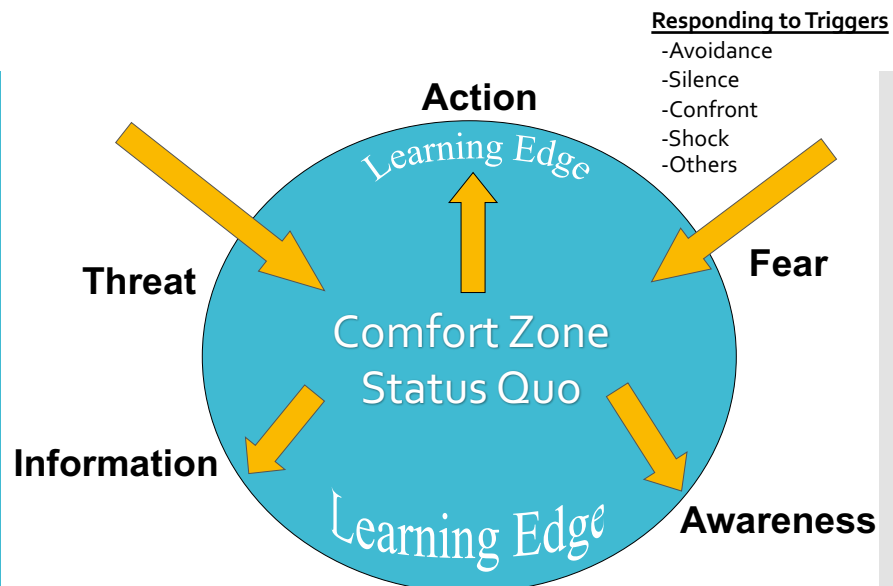 Responding to Triggers
-Avoidance
-Silence
-Confront
-Shock
-Others
Action
Learning Edge
Threat
Fear
Comfort Zone
Status Quo
Information
Awareness
Learning Edge